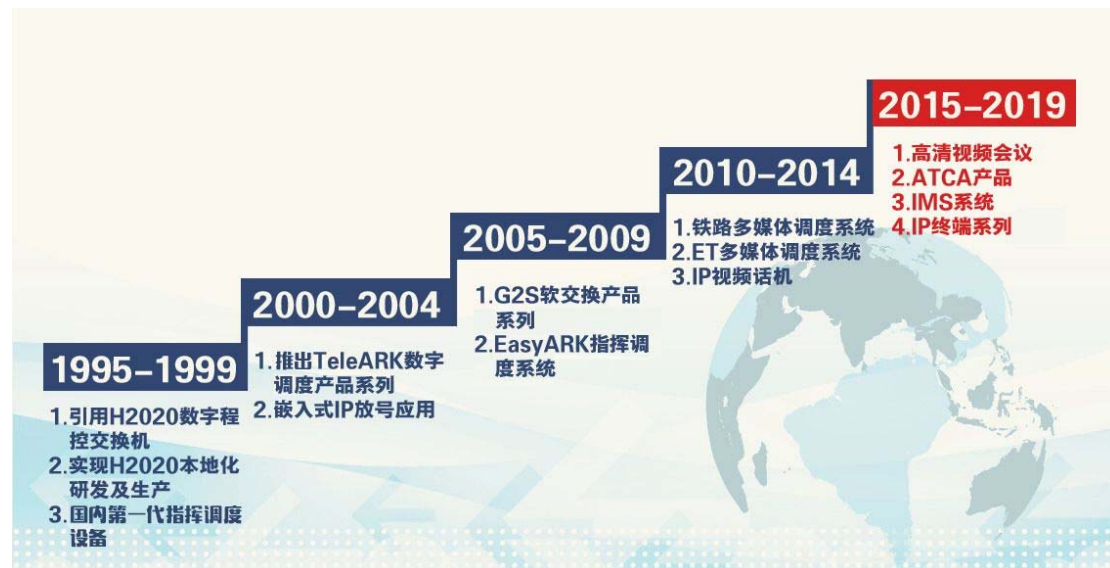 1995-1999
1.引用H2020数字程
控交换机
2.实现H2020本地化
研发及生产
3.国内第一代指挥调度
设备
2000-2004
1.推出TeleARK数字
调度产品系列
2.嵌入式IP放号应用
2005-2009
1.G2S软交换产品
系列
2.EasyARK指挥调
度系统
2010-2014
1.铁路多媒体调度系统
2.ET多媒体调度系统
3.IP视频话机
2015-2019
1.高清视频会议
2.ATCA产品
3.IMS系统
4.IP终端系列